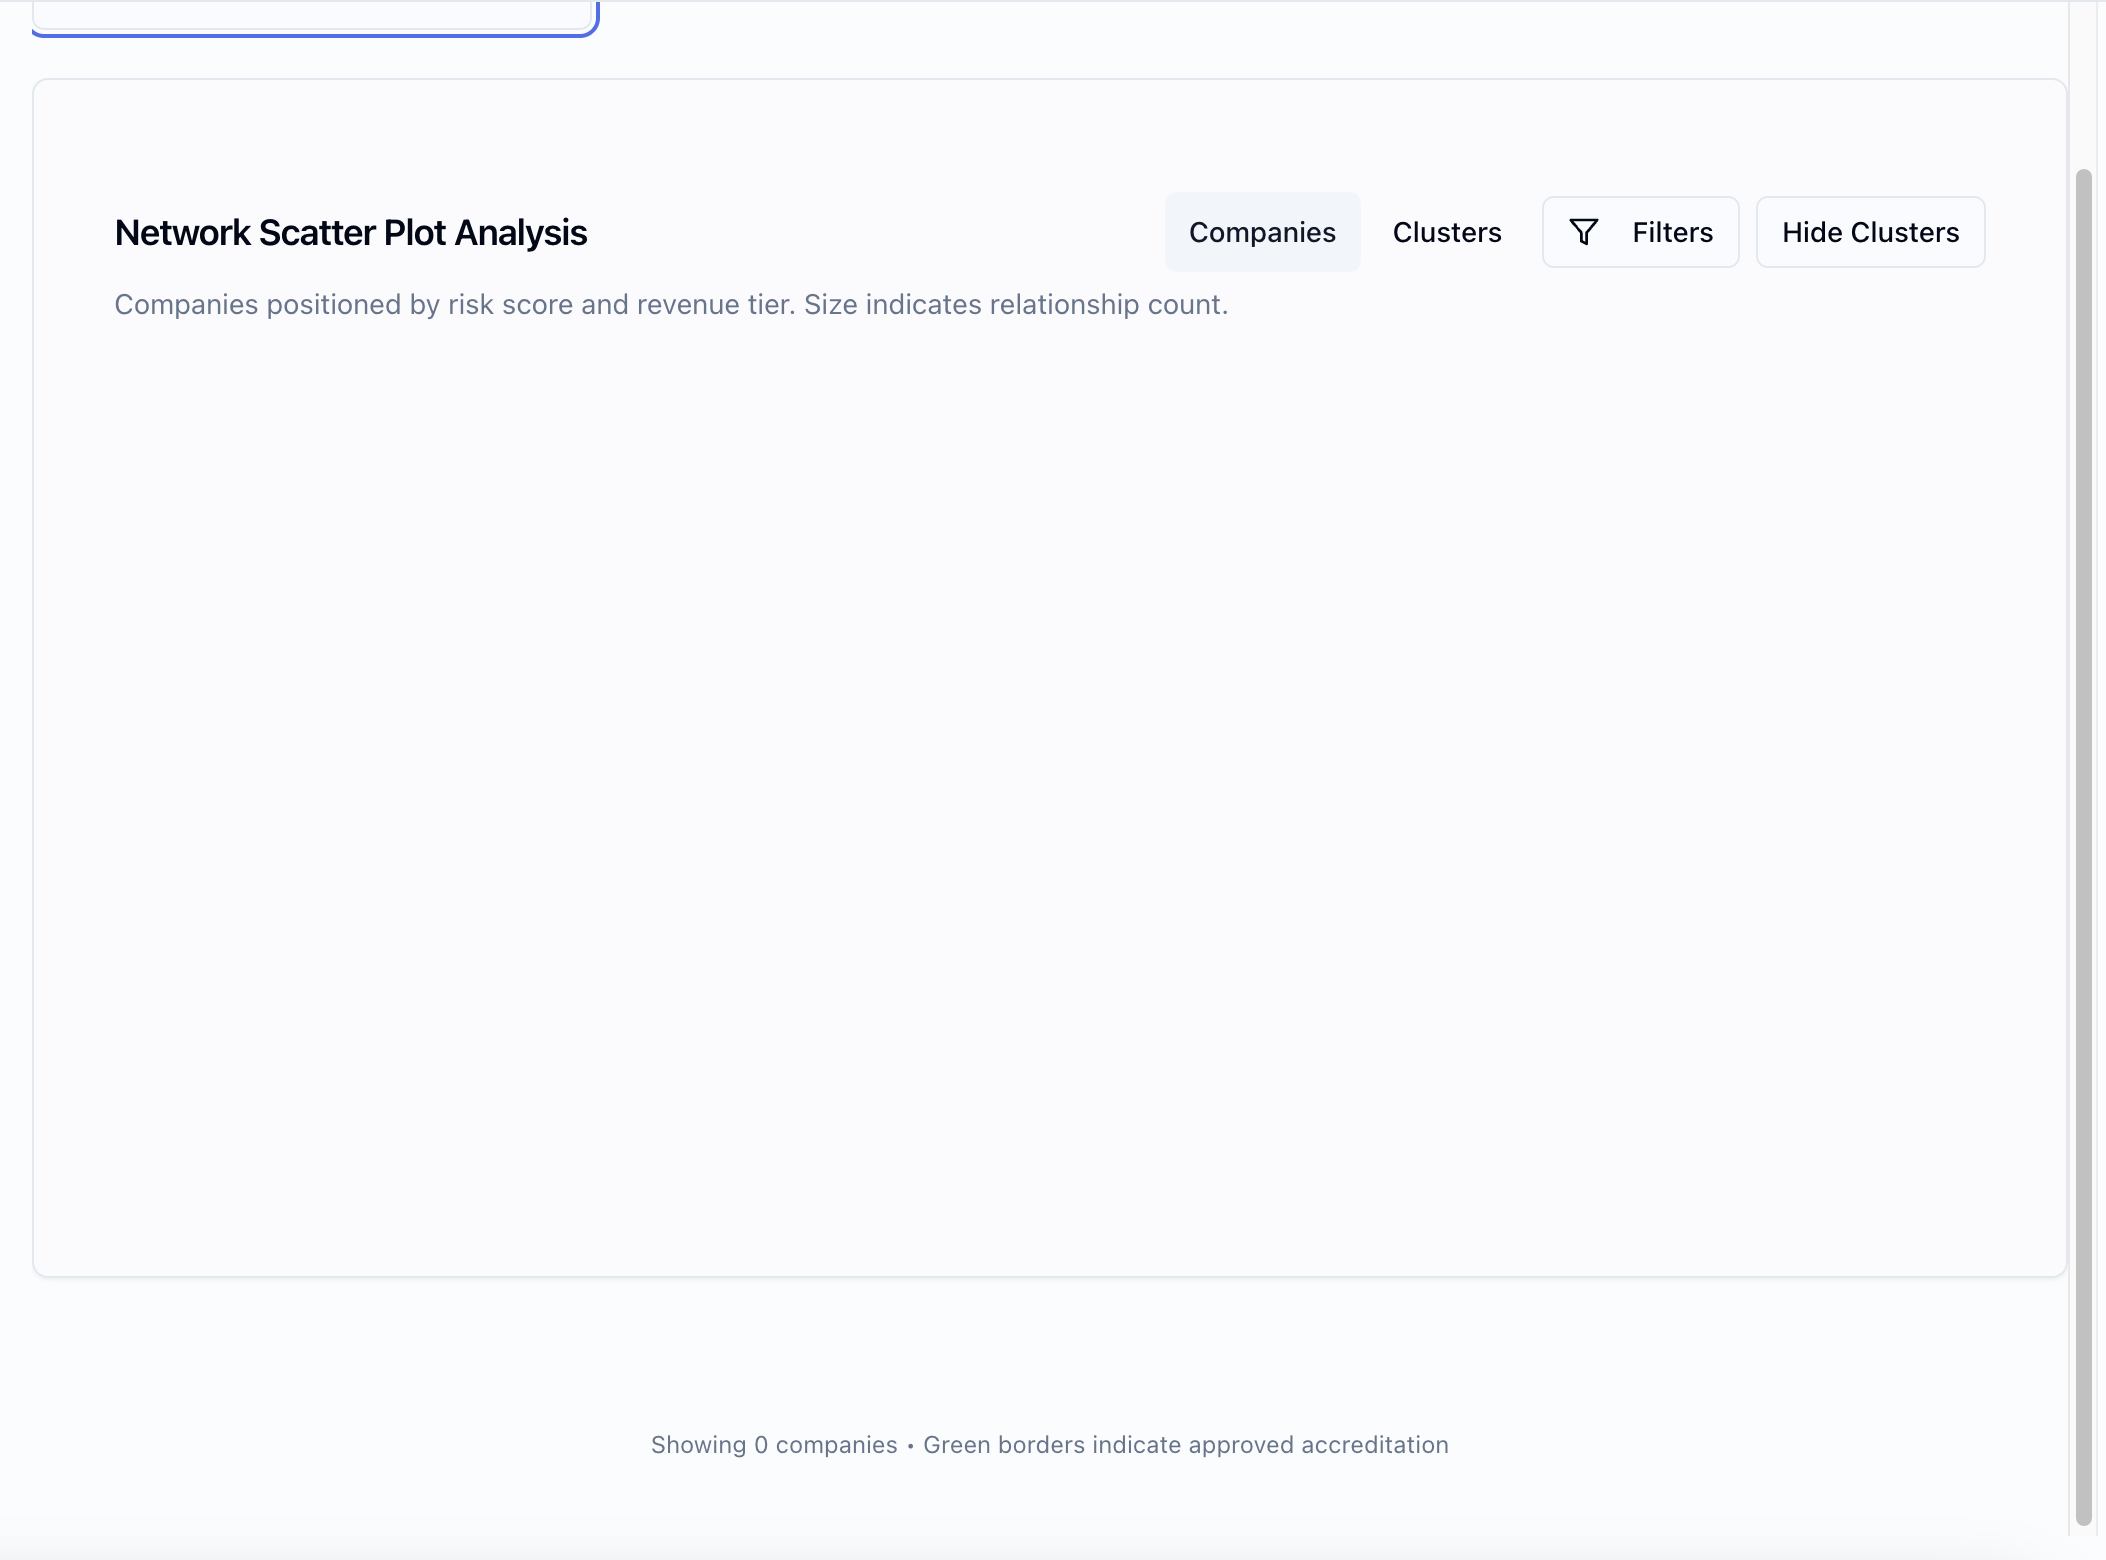 Network Scatter Plot Analysis
Companies
Clusters
Filters
Hide Clusters
Companies positioned by risk score and revenue tier. Size indicates relationship count.
Showing 0 companies • Green borders indicate approved accreditation